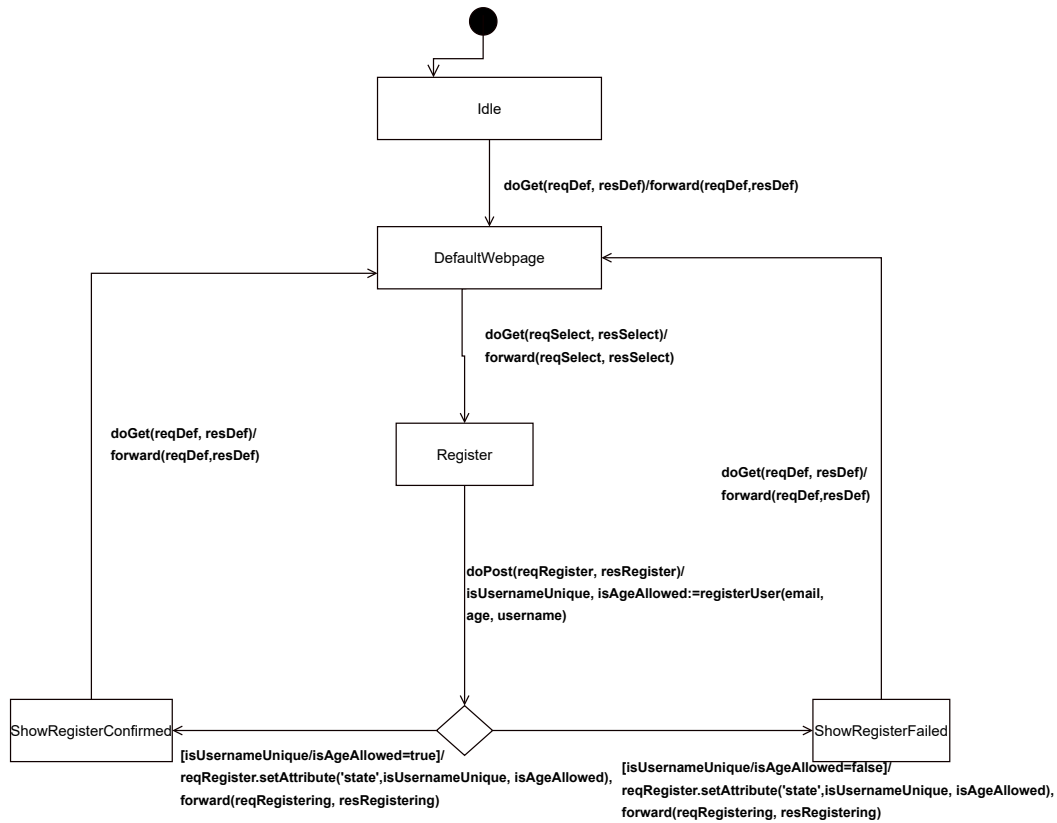 Idle
doGet(reqDef, resDef)/forward(reqDef,resDef)
DefaultWebpage
doGet(reqSelect, resSelect)/
forward(reqSelect, resSelect)
doGet(reqDef, resDef)/
forward(reqDef,resDef)
Register
doGet(reqDef, resDef)/
forward(reqDef,resDef)
doPost(reqRegister, resRegister)/
isUsernameUnique, isAgeAllowed:=registerUser(email,
age, username)
ShowRegisterConfirmed
ShowRegisterFailed
[isUsernameUnique/isAgeAllowed=true]/
reqRegister.setAttribute('state',isUsernameUnique, isAgeAllowed),
forward(reqRegistering, resRegistering)
[isUsernameUnique/isAgeAllowed=false]/
reqRegister.setAttribute('state',isUsernameUnique, isAgeAllowed),
forward(reqRegistering, resRegistering)